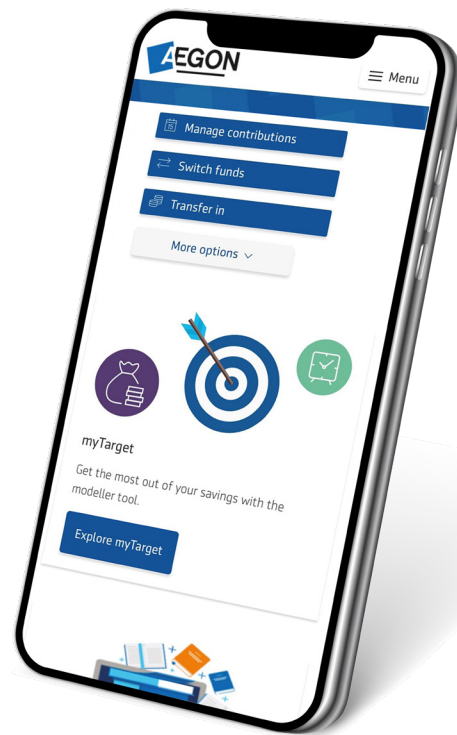 AEGON
Menu
Manage contributions
Switch funds
Transfer in
More options
myTarget
Get the most out of your savings with the
modeller tool.
Explore myTarget